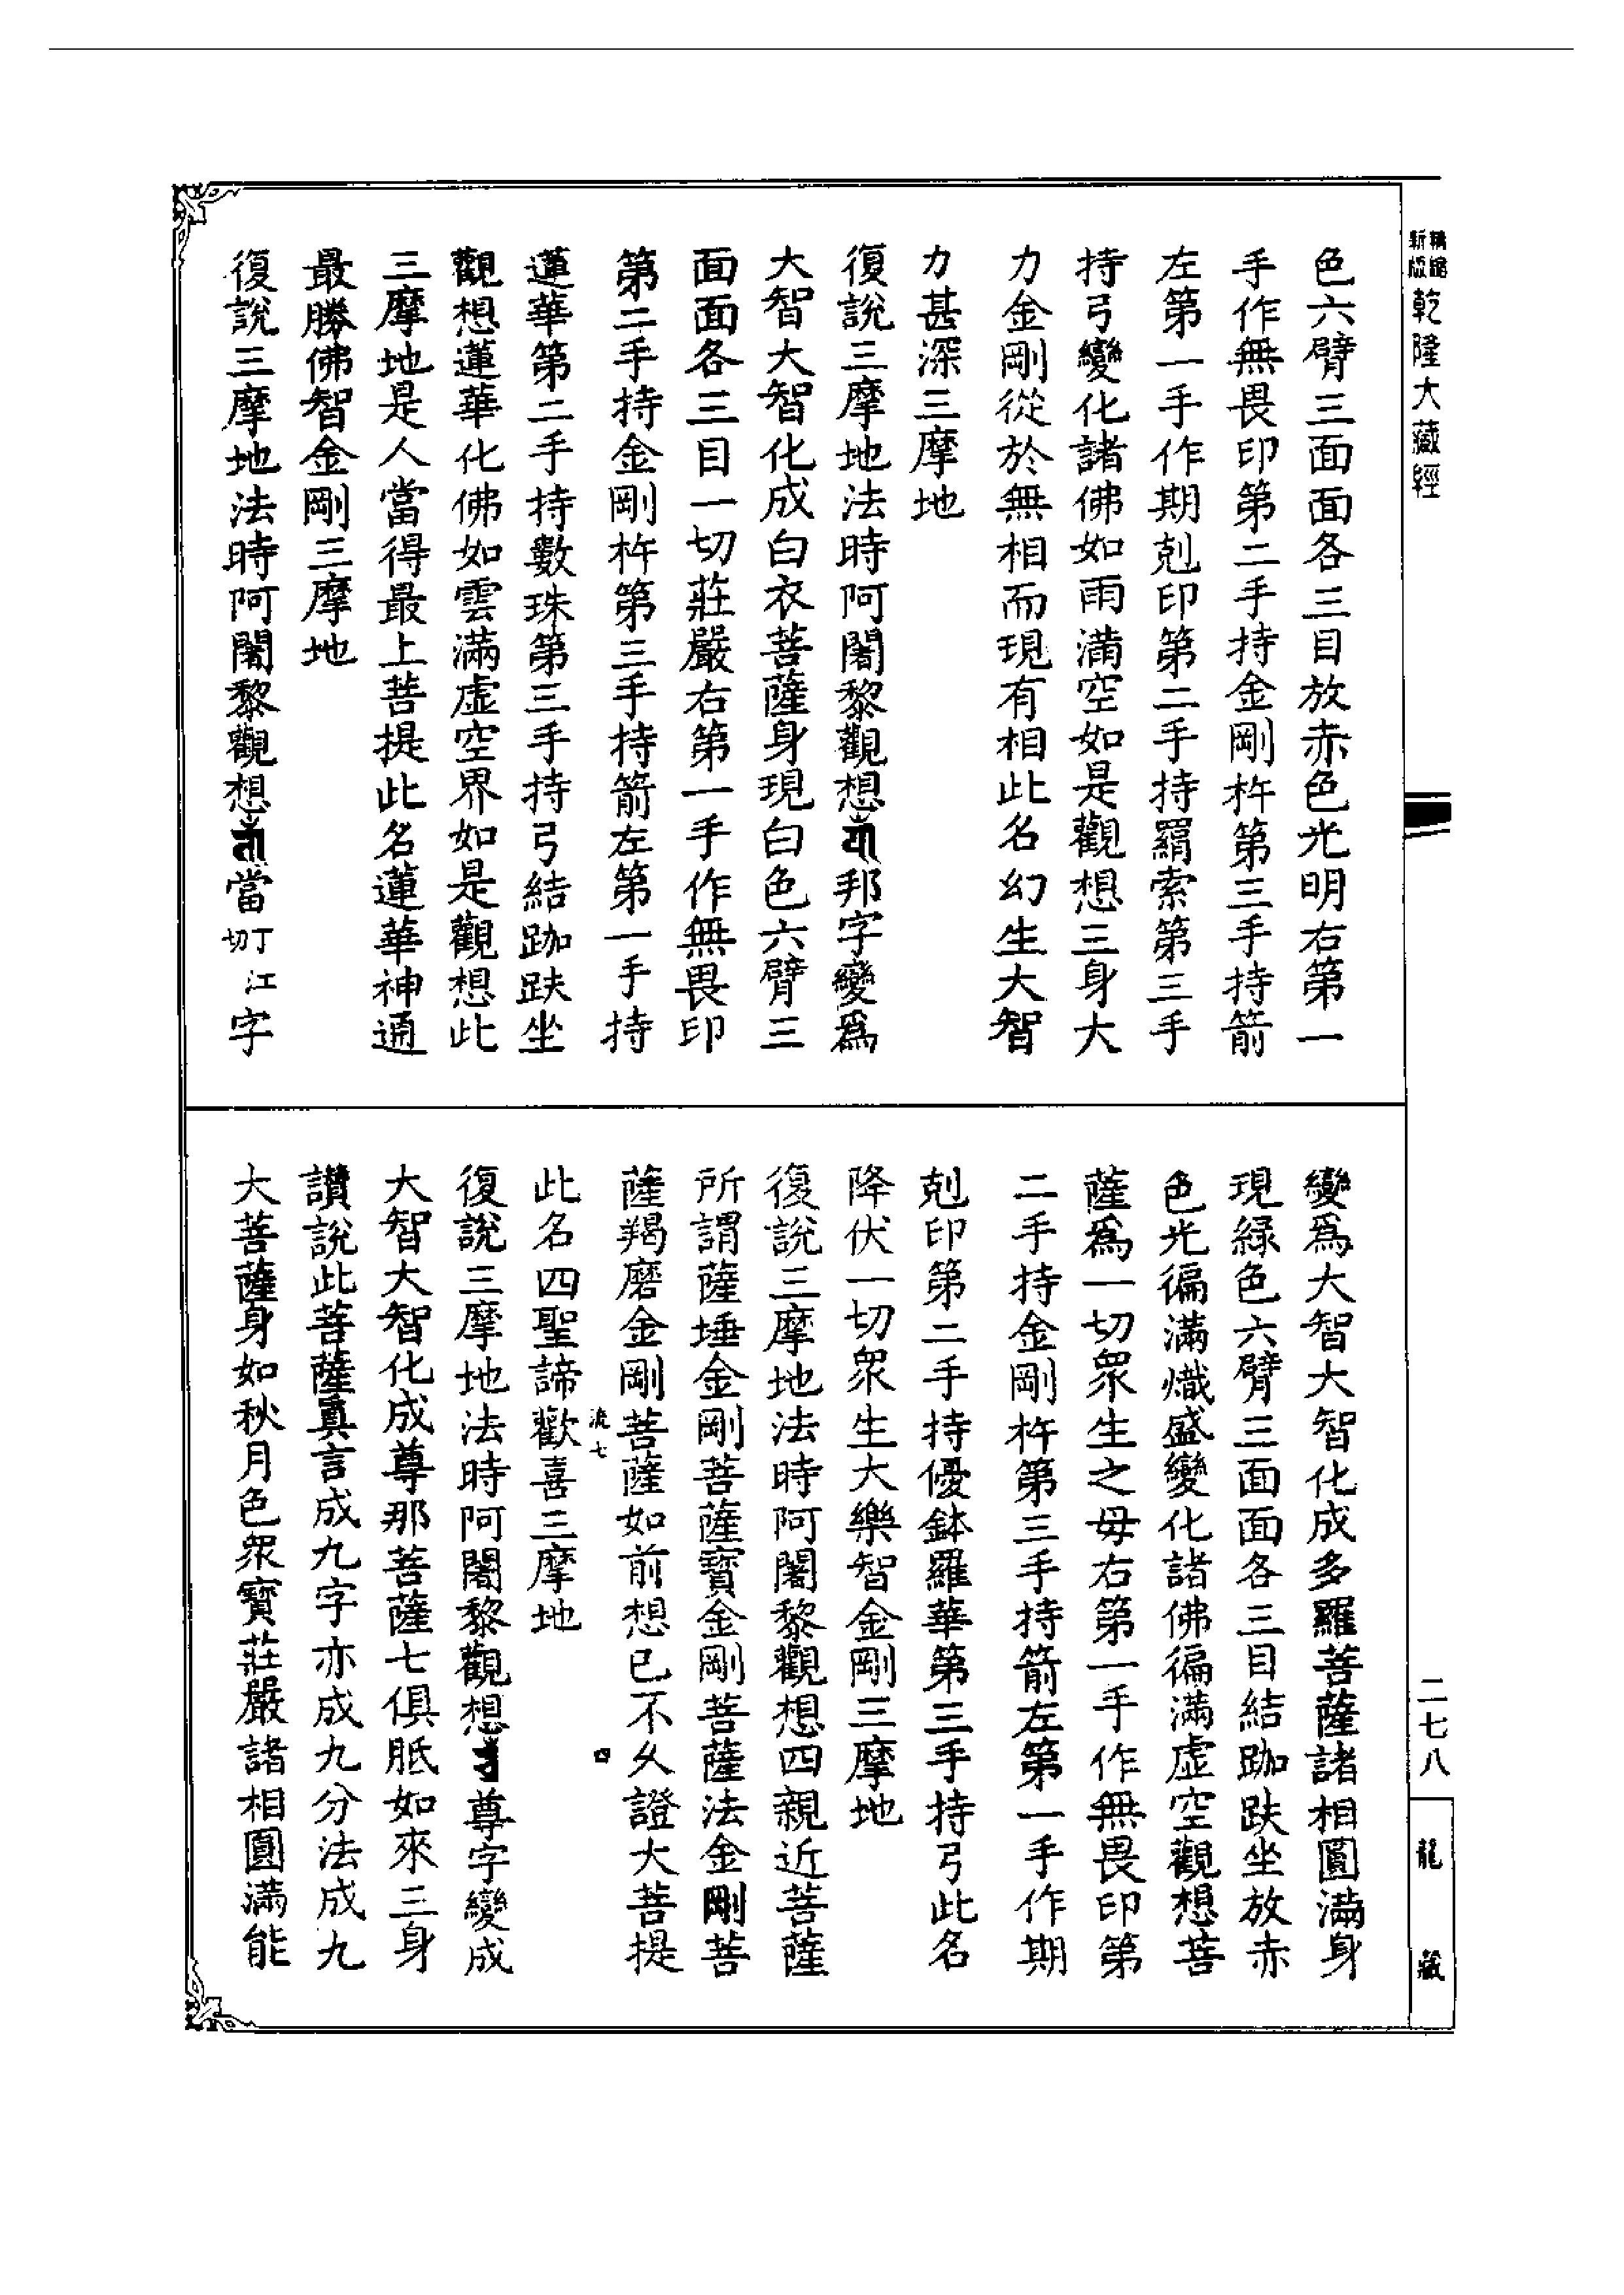 新版 精縮 乾隆大藏經
色六臂三面面各三目放赤色光明右第一
手作無畏印第二手持金剛杵第三手持箭
左第一手作期剋印第二手持羂索第三手
持弓變化諸佛如雨滿空如是觀想三身大
力金剛從於無相而現有相此名幻生大智
力甚深三摩地
復說三摩地法時阿闍黎觀想邦字變爲
大智大智化成白衣菩薩身現白色六臂三
面面各三目一切莊嚴右第一手作無畏印
第二手持金剛杵第三手持箭左第一手持
蓮華第二手持數珠第三手持弓結跏趺坐
觀想蓮華化佛如雲滿虛空界如是觀想此
三摩地是人當得最上菩提此名蓮華神通
最勝佛智金剛三摩地
復說三摩地法時阿闍黎觀想當丁江切字
變爲大智大智化成多羅菩薩諸相圓滿身
現綠色六臂三面面各三目結跏趺坐放赤
色光徧滿熾盛變化諸佛徧滿虛空觀想菩
薩爲一切眾生之母右第一手作無畏印第
二手持金剛杵第三手持箭左第一手作期
剋印第二手持優鉢羅華第三手持弓此名
降伏一切眾生大樂智金剛三摩地
復說三摩地法時阿闍黎觀想四親近菩薩
所謂薩埵金剛菩薩寶金剛菩薩法金剛菩
薩羯磨金剛菩薩如前想已不久證大菩提
流七 四
此名四聖諦歡喜三摩地
復說三摩地法時阿闍黎觀想尊字變成
大智大智化成尊那菩薩七俱胝如來三身
讚說此菩薩真言成九字亦成九分法成九
大菩薩身如秋月色眾寶莊嚴諸相圓滿能
二七八
龍藏